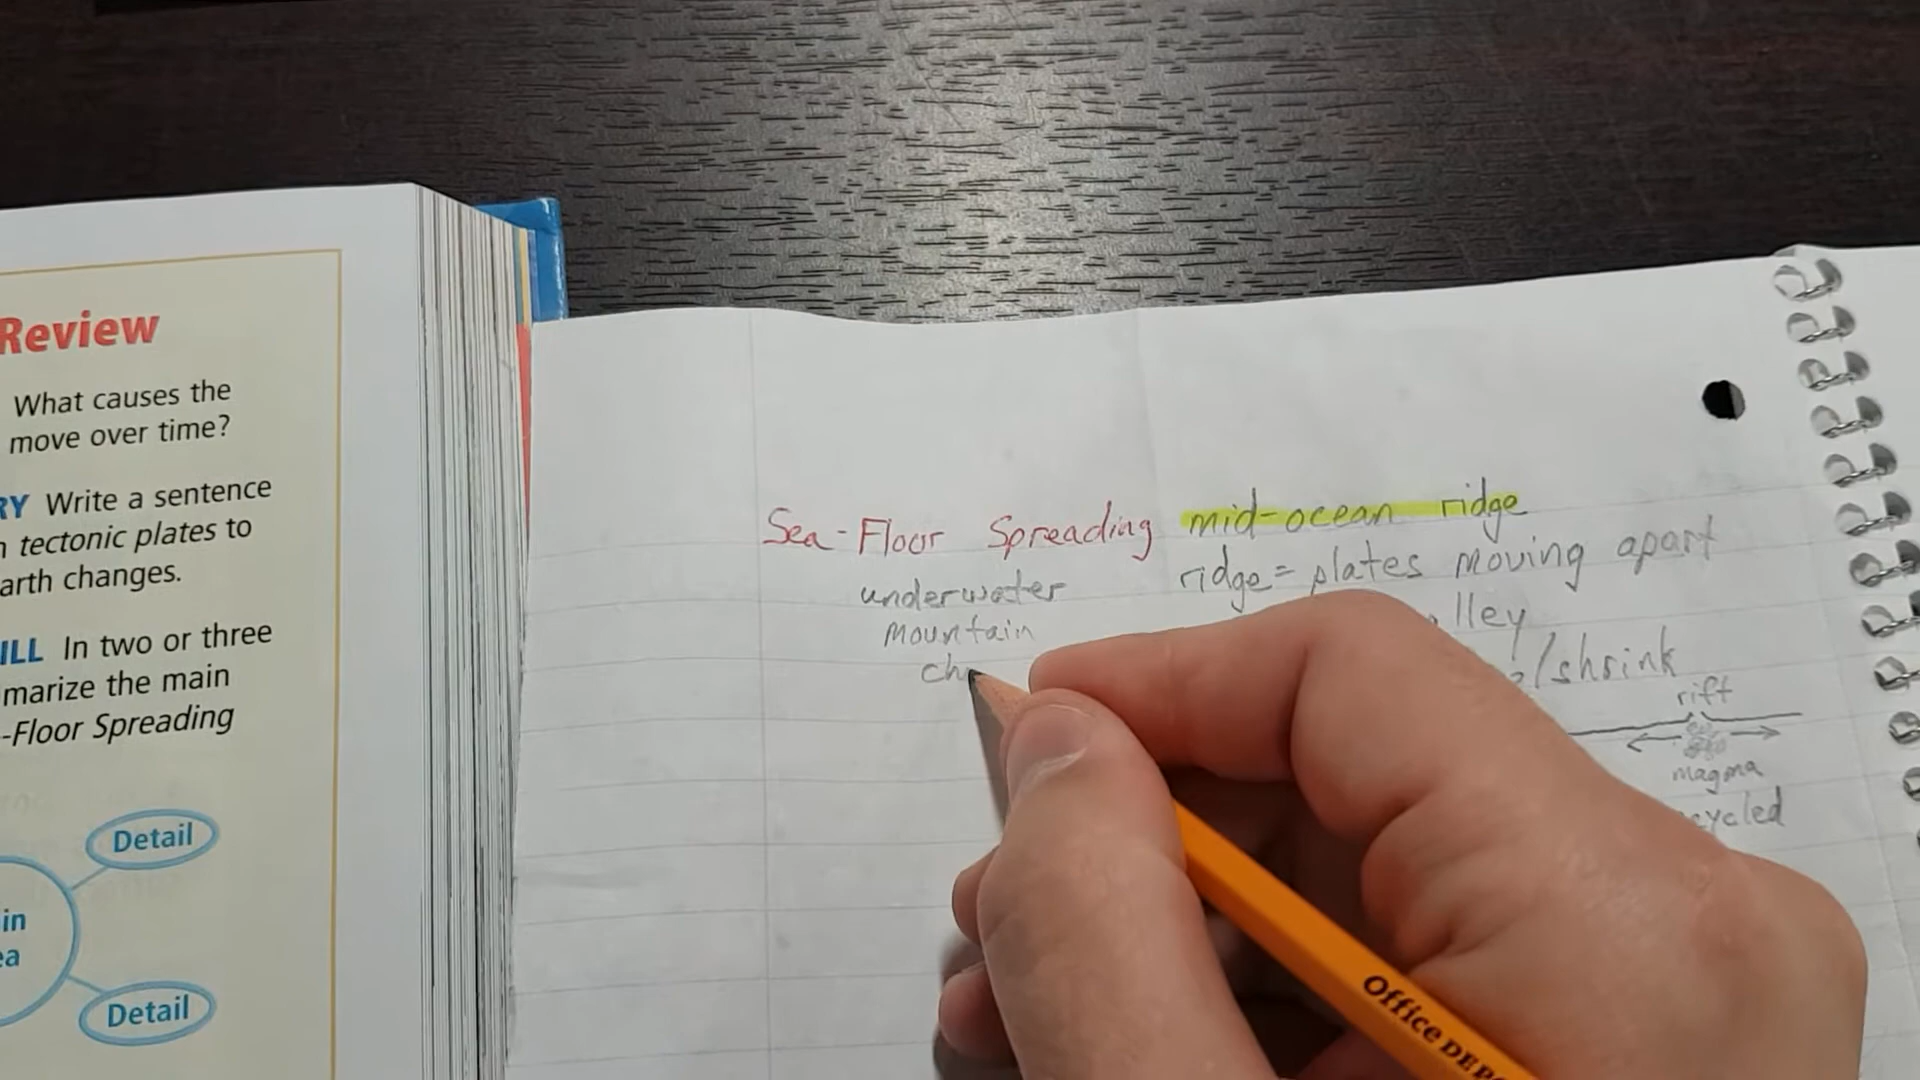 Review
What causes the
move over time?
RY Write a sentence
tectonic plates to
arth changes.
ILL In two or three
marize the main
-Floor Spreading
Detail
in
ea
Detail
Sea-Floor Spreading
underwater
mountain
ch
mid-ocean ridge
ridge= plates moving apart
lley
/shrink
rift
magma
cycled
Office DEPO